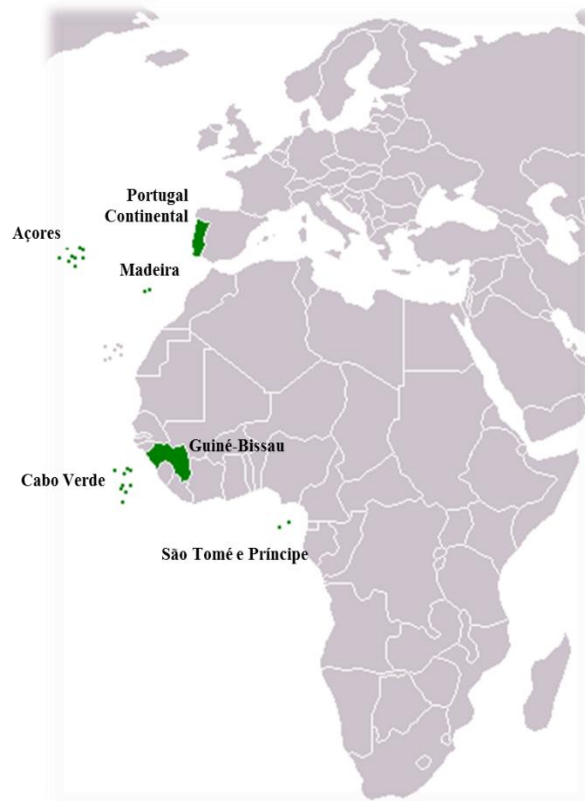 Portugal
Continental
Açores
Madeira
Guiné-Bissau
Cabo Verde
São Tomé e Príncipe